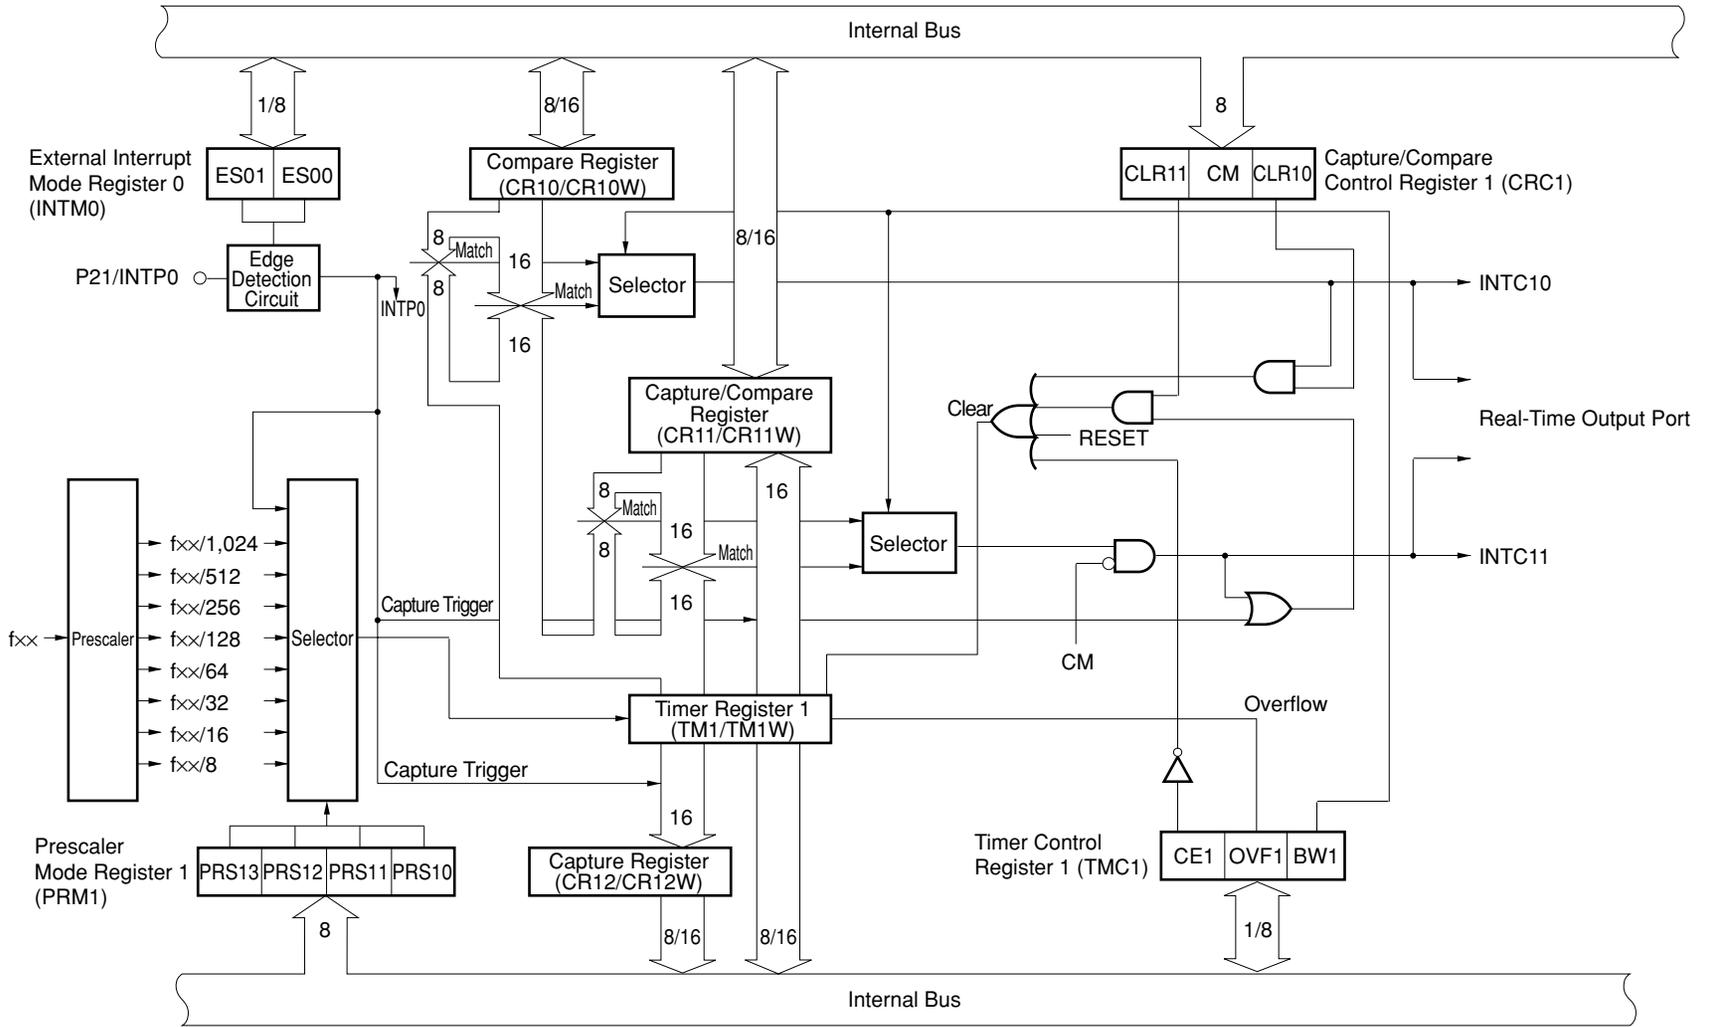 Internal Bus
1/8
8/16
8
External Interrupt
Mode Register 0
(INTM0)
ES01 ES00
Compare Register
(CR10/CR10W)
CLR11 CM CLR10
Capture/Compare
Control Register 1 (CRC1)
8
Match
16
8/16
P21/INTP0
Edge
Detection
Circuit
INTP0
8
Match
Selector
INTC10
16
Capture/Compare
Register
(CR11/CR11W)
Clear
RESET
Real-Time Output Port
8
Match
16
16
8
Match
Selector
INTC11
fxx
Prescaler
fxx/1,024
fxx/512
fxx/256
fxx/128
fxx/64
fxx/32
fxx/16
fxx/8
Selector
Capture Trigger
16
CM
Timer Register 1
(TM1/TM1W)
Overflow
Capture Trigger
16
Prescaler
Mode Register 1
(PRM1)
PRS13 PRS12 PRS11 PRS10
Capture Register
(CR12/CR12W)
Timer Control
Register 1 (TMC1)
CE1 OVF1 BW1
8
8/16
8/16
1/8
Internal Bus